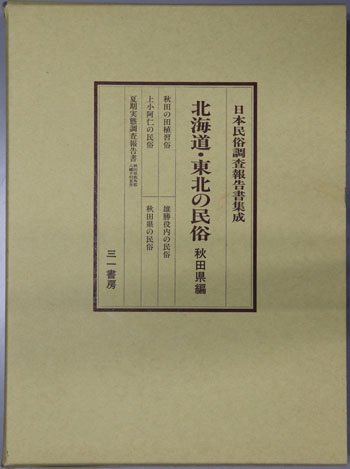 日本民俗調査報告書集成
北海道・東北の民俗 秋田県編
秋田の田植習俗
雄勝役内の民俗
上小阿仁の民俗
秋田県の民俗
夏期実態調査報告書
三一書房